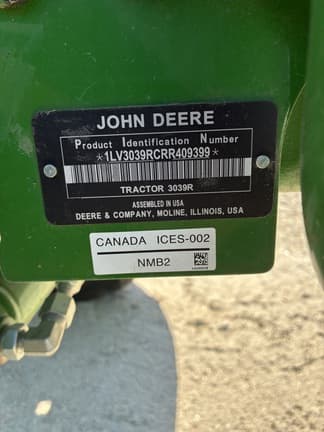 JOHN DEERE
Product Identification Number
*1LV3039RCRR409399*
TRACTOR 3039R
ASSEMBLED IN USA
DEERE & COMPANY, MOLINE, ILLINOIS, USA
CANADA ICES-002
NMB2